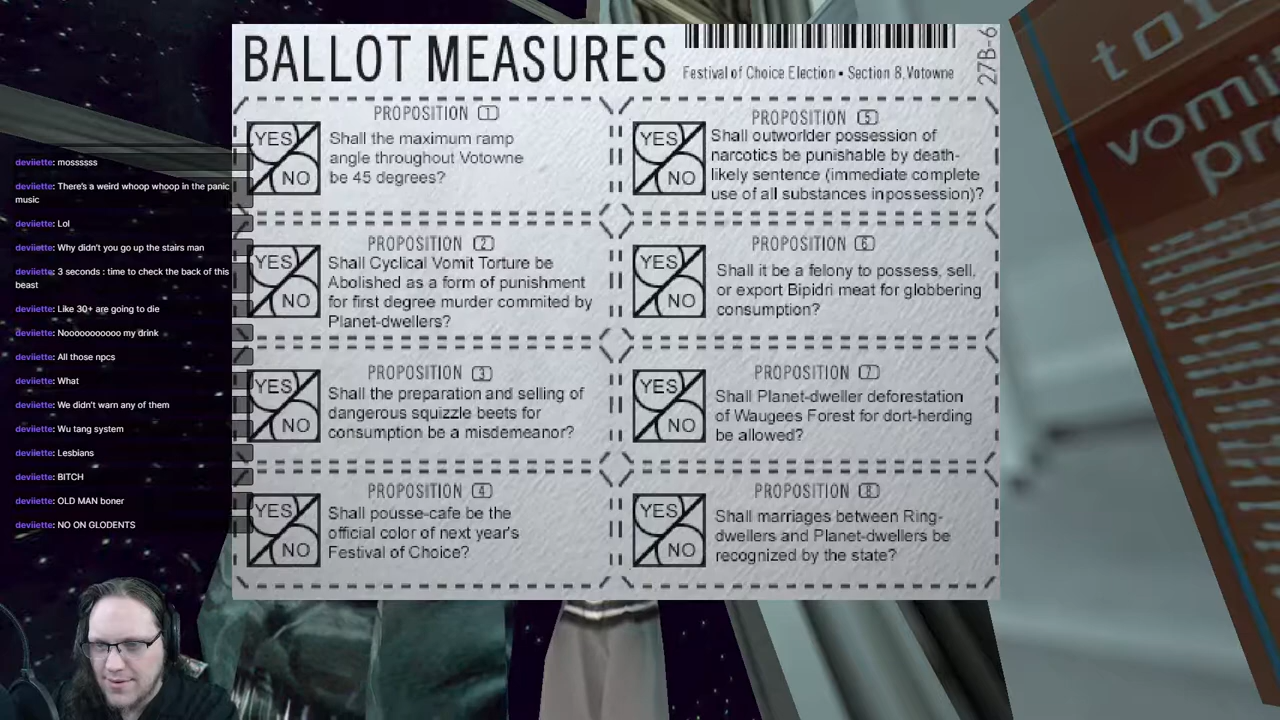 BALLOT MEASURES
Festival of Choice Election • Section 8, Votowne
27B-6
PROPOSITION 1
YES
NO
Shall the maximum ramp
angle throughout Votowne
be 45 degrees?
PROPOSITION 2
YES
NO
Shall Cyclical Vomit Torture be
Abolished as a form of punishment
for first degree murder commited by
Planet-dwellers?
PROPOSITION 3
YES
NO
Shall the preparation and selling of
dangerous squizzle beets for
consumption be a misdemeanor?
PROPOSITION 4
YES
NO
Shall pousse-cafe be the
official color of next year's
Festival of Choice?
PROPOSITION 5
YES
NO
Shall outworlder possession of
narcotics be punishable by death-
likely sentence (immediate complete
use of all substances inpossession)?
PROPOSITION 6
YES
NO
Shall it be a felony to possess, sell,
or export Bipidri meat for globbering
consumption?
PROPOSITION 7
YES
NO
Shall Planet-dweller deforestation
of Waugees Forest for dort-herding
be allowed?
PROPOSITION 8
YES
NO
Shall marriages between Ring-
dwellers and Planet-dwellers be
recognized by the state?
deviiette: mosssssss
deviiette: There's a weird whoop whoop in the panic
music
deviiette: Lol
deviiette: Why didn't you go up the stairs man
deviiette: 3 seconds : time to check the back of this
beast
deviiette: Like 30+ are going to die
deviiette: Nooooooooooo my drink
deviiette: All those npcs
deviiette: What
deviiette: We didn't warn any of them
deviiette: Wu tang system
deviiette: Lesbians
deviiette: BITCH
deviiette: OLD MAN boner
deviiette: NO ON GLODENTS
vomi
pr